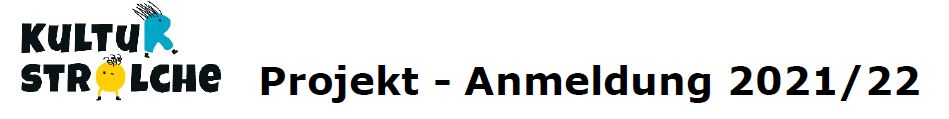 KULTUR
STROLCHE
Projekt - Anmeldung 2021/22